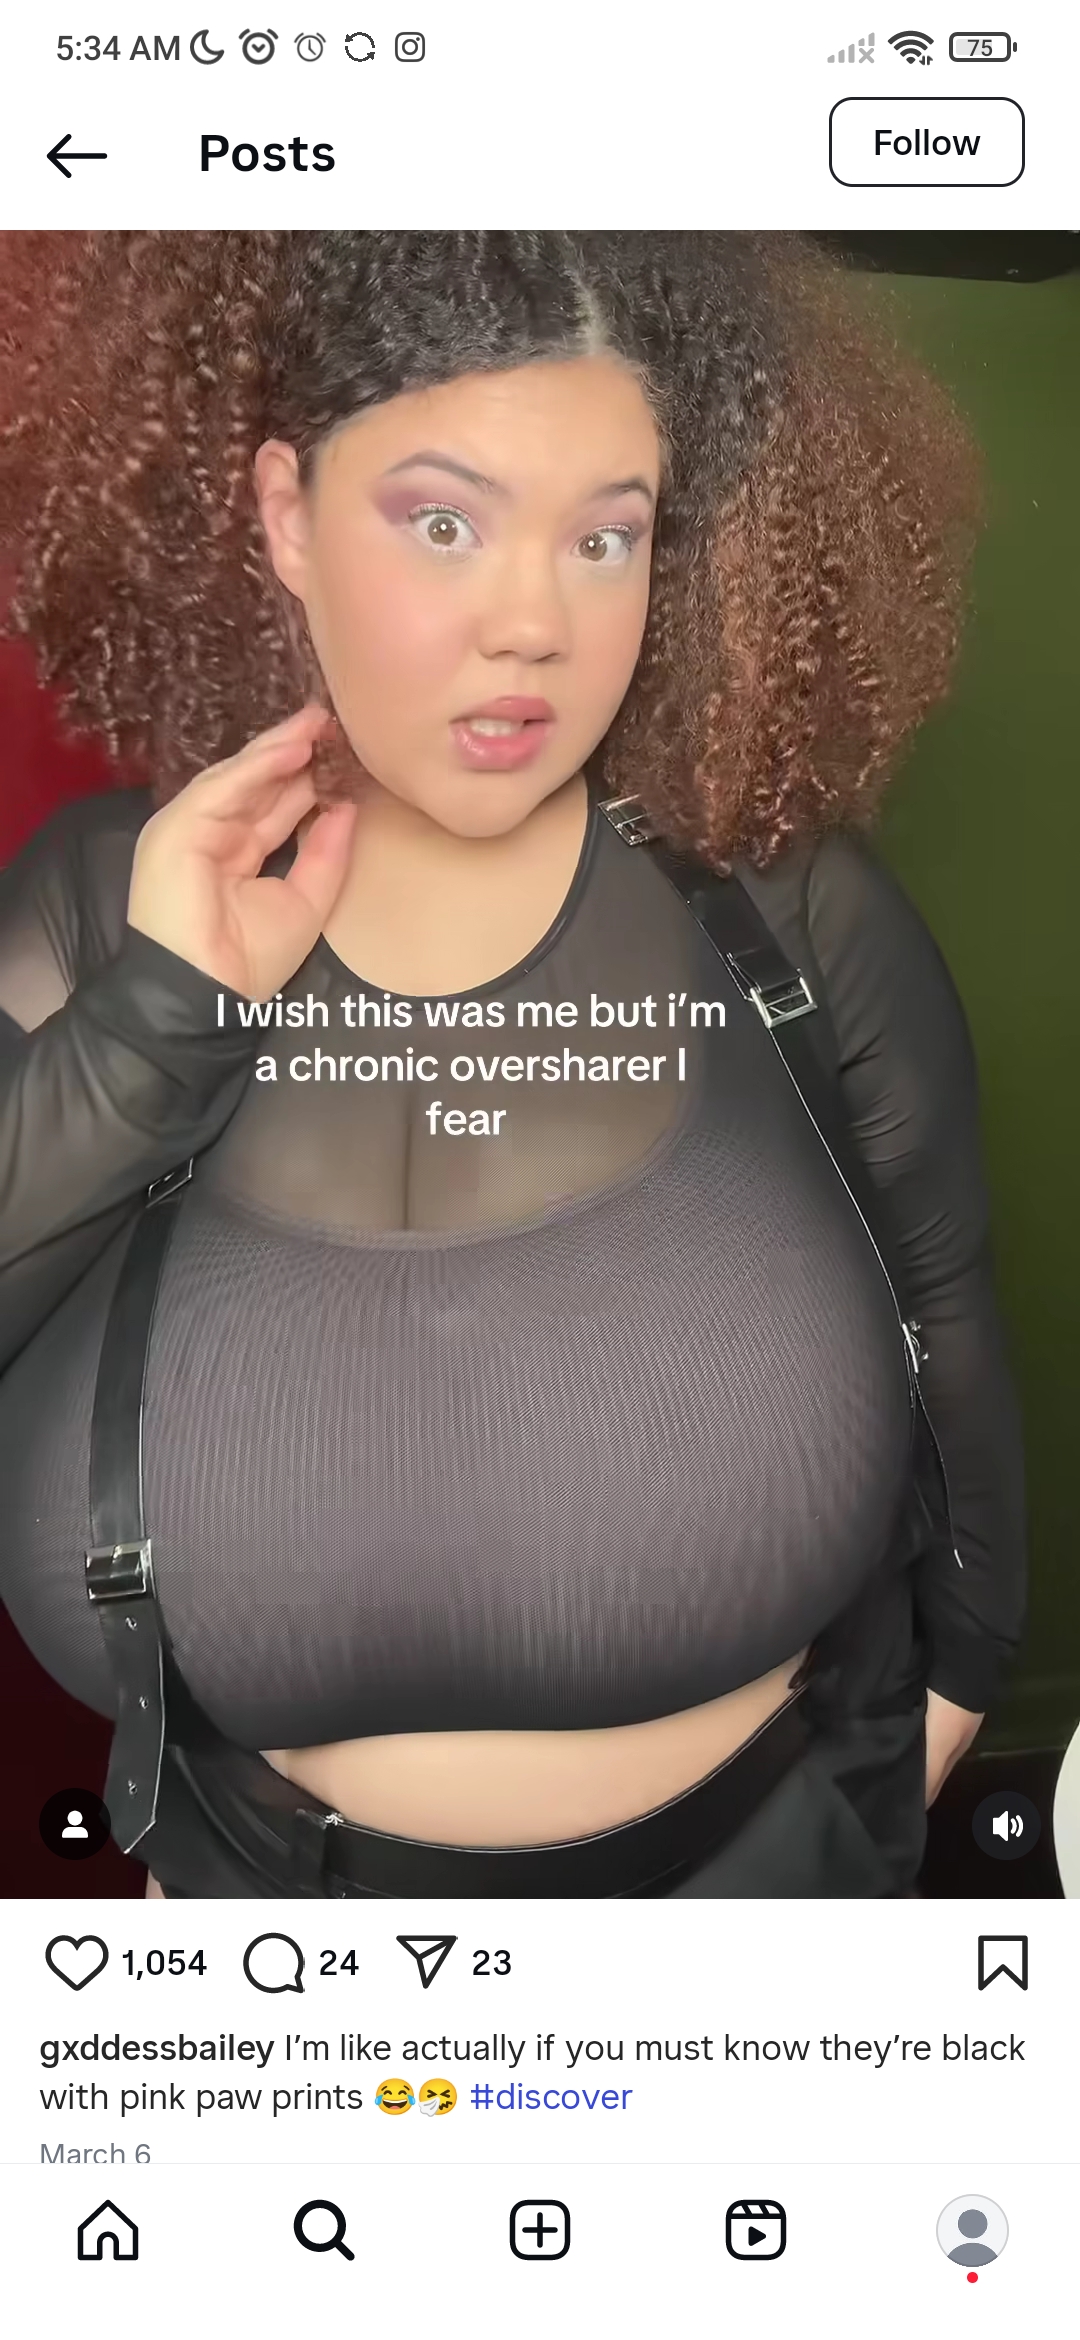 5:34 AM
75
Posts
Follow
I wish this was me but i’m
a chronic oversharer I
fear
1,054
24
23
gxddessbailey I’m like actually if you must know they’re black
with pink paw prints 😂🤧 #discover
March 6